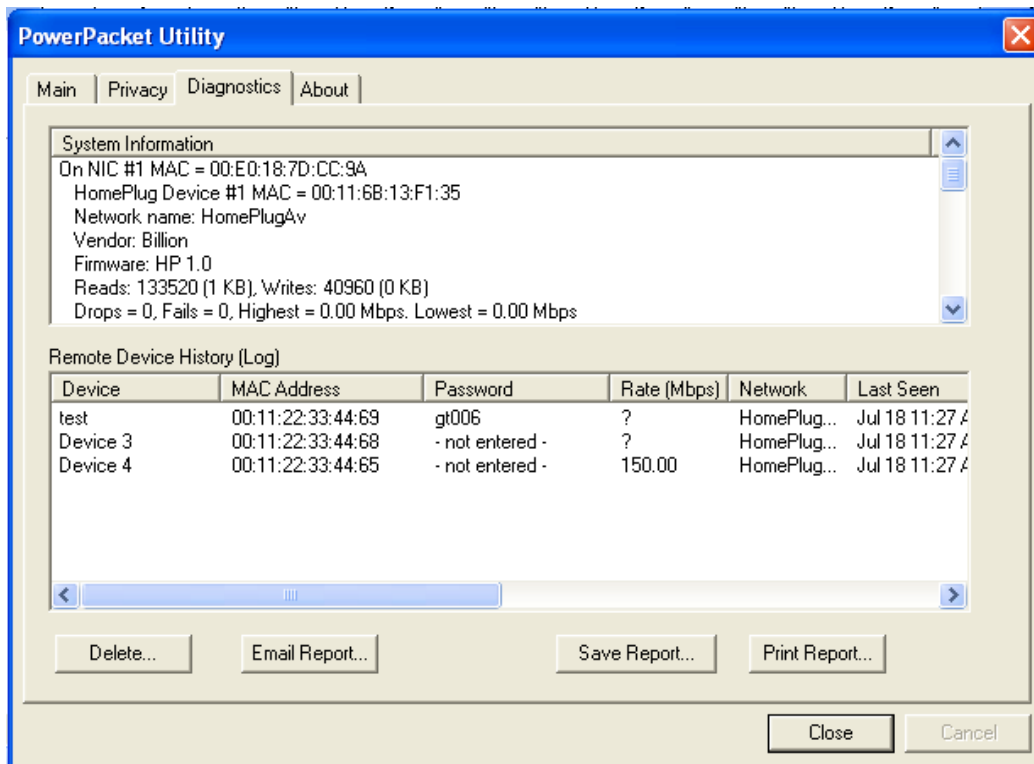 PowerPacket Utility
Main Privacy Diagnostics About
System Information
On NIC #1 MAC = 00:E0:18:7D:CC:9A
HomePlug Device #1 MAC = 00:11:6B:13:F1:35
Network name: HomePlugAv
Vendor: Billion
Firmware: HP 1.0
Reads: 133520 (1 KB), Writes: 40960 (0 KB)
Drops = 0, Fails = 0, Highest = 0.00 Mbps. Lowest = 0.00 Mbps
Remote Device History (Log)
Device MAC Address Password Rate (Mbps) Network Last Seen
test 00:11:22:33:44:69 gt006 ? HomePlug... Jul 18 11:27 A
Device 3 00:11:22:33:44:68 - not entered - ? HomePlug... Jul 18 11:27 A
Device 4 00:11:22:33:44:65 - not entered - 150.00 HomePlug... Jul 18 11:27 A
Delete... Email Report... Save Report... Print Report...
Close Cancel